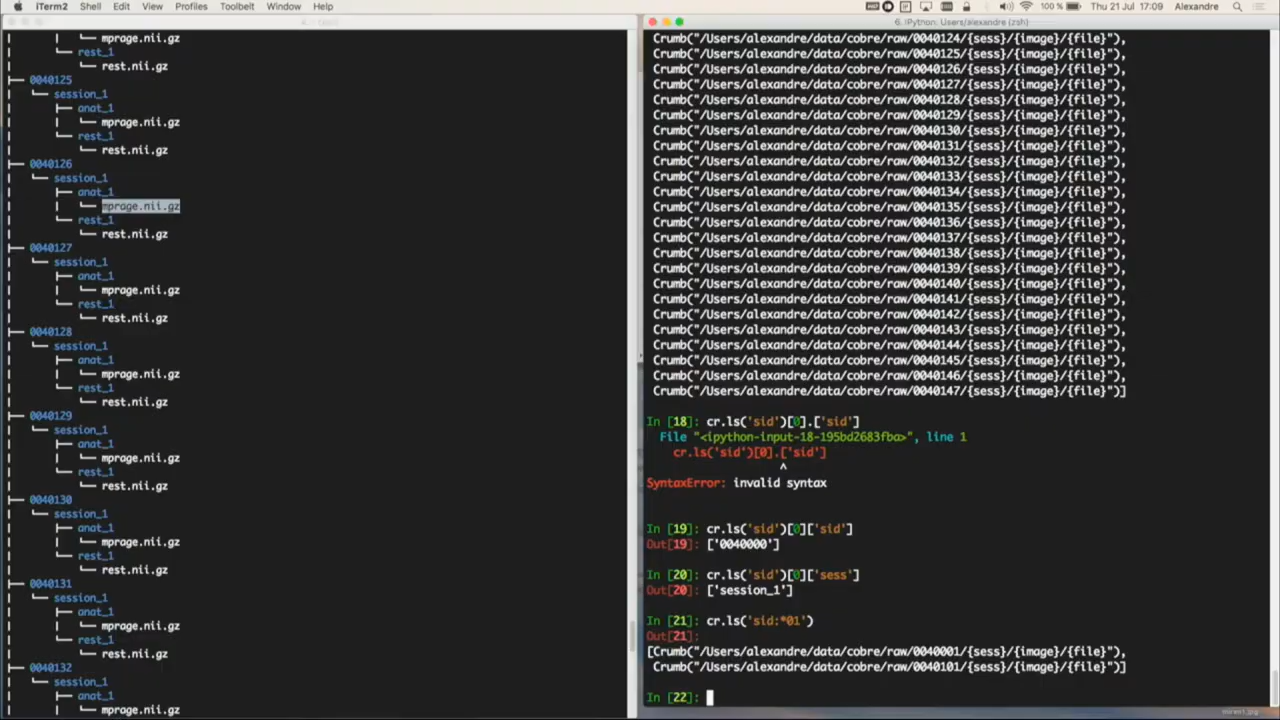 iTerm2 Shell Edit View Profiles Toolbelt Window Help 100 % Thu 21 Jul 17:09 Alexandre
└── mprage.nii.gz
└── rest_1
└── rest.nii.gz
├── 0040125
└── session_1
├── anat_1
└── mprage.nii.gz
└── rest_1
└── rest.nii.gz
├── 0040126
└── session_1
├── anat_1
└── mprage.nii.gz
└── rest_1
└── rest.nii.gz
├── 0040127
└── session_1
├── anat_1
└── mprage.nii.gz
└── rest_1
└── rest.nii.gz
├── 0040128
└── session_1
├── anat_1
└── mprage.nii.gz
└── rest_1
└── rest.nii.gz
├── 0040129
└── session_1
├── anat_1
└── mprage.nii.gz
└── rest_1
└── rest.nii.gz
├── 0040130
└── session_1
├── anat_1
└── mprage.nii.gz
└── rest_1
└── rest.nii.gz
├── 0040131
└── session_1
├── anat_1
└── mprage.nii.gz
└── rest_1
└── rest.nii.gz
├── 0040132
└── session_1
├── anat_1
└── mprage.nii.gz
6. IPython: Users/alexandre (zsh)
Crumb("/Users/alexandre/data/cobre/raw/0040124/{sess}/{image}/{file}"),
Crumb("/Users/alexandre/data/cobre/raw/0040125/{sess}/{image}/{file}"),
Crumb("/Users/alexandre/data/cobre/raw/0040126/{sess}/{image}/{file}"),
Crumb("/Users/alexandre/data/cobre/raw/0040127/{sess}/{image}/{file}"),
Crumb("/Users/alexandre/data/cobre/raw/0040128/{sess}/{image}/{file}"),
Crumb("/Users/alexandre/data/cobre/raw/0040129/{sess}/{image}/{file}"),
Crumb("/Users/alexandre/data/cobre/raw/0040130/{sess}/{image}/{file}"),
Crumb("/Users/alexandre/data/cobre/raw/0040131/{sess}/{image}/{file}"),
Crumb("/Users/alexandre/data/cobre/raw/0040132/{sess}/{image}/{file}"),
Crumb("/Users/alexandre/data/cobre/raw/0040133/{sess}/{image}/{file}"),
Crumb("/Users/alexandre/data/cobre/raw/0040134/{sess}/{image}/{file}"),
Crumb("/Users/alexandre/data/cobre/raw/0040135/{sess}/{image}/{file}"),
Crumb("/Users/alexandre/data/cobre/raw/0040136/{sess}/{image}/{file}"),
Crumb("/Users/alexandre/data/cobre/raw/0040137/{sess}/{image}/{file}"),
Crumb("/Users/alexandre/data/cobre/raw/0040138/{sess}/{image}/{file}"),
Crumb("/Users/alexandre/data/cobre/raw/0040139/{sess}/{image}/{file}"),
Crumb("/Users/alexandre/data/cobre/raw/0040140/{sess}/{image}/{file}"),
Crumb("/Users/alexandre/data/cobre/raw/0040141/{sess}/{image}/{file}"),
Crumb("/Users/alexandre/data/cobre/raw/0040142/{sess}/{image}/{file}"),
Crumb("/Users/alexandre/data/cobre/raw/0040143/{sess}/{image}/{file}"),
Crumb("/Users/alexandre/data/cobre/raw/0040144/{sess}/{image}/{file}"),
Crumb("/Users/alexandre/data/cobre/raw/0040145/{sess}/{image}/{file}"),
Crumb("/Users/alexandre/data/cobre/raw/0040146/{sess}/{image}/{file}"),
Crumb("/Users/alexandre/data/cobre/raw/0040147/{sess}/{image}/{file}")]
In [18]: cr.ls('sid')[0].['sid']
File "<ipython-input-18-195bd2683fba>", line 1
cr.ls('sid')[0].['sid']
^
SyntaxError: invalid syntax
In [19]: cr.ls('sid')[0]['sid']
Out[19]: ['0040000']
In [20]: cr.ls('sid')[0]['sess']
Out[20]: ['session_1']
In [21]: cr.ls('sid:*01')
Out[21]:
[Crumb("/Users/alexandre/data/cobre/raw/0040001/{sess}/{image}/{file}"),
Crumb("/Users/alexandre/data/cobre/raw/0040101/{sess}/{image}/{file}")]
In [22]: